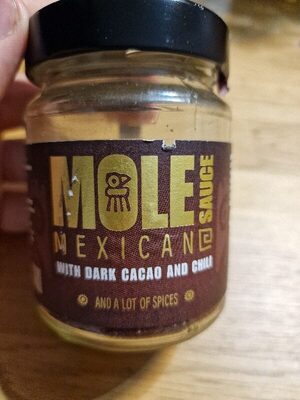 MOLE
SAUCE
MEXICAN
WITH DARK CACAO AND CHILI
AND A LOT OF SPICES